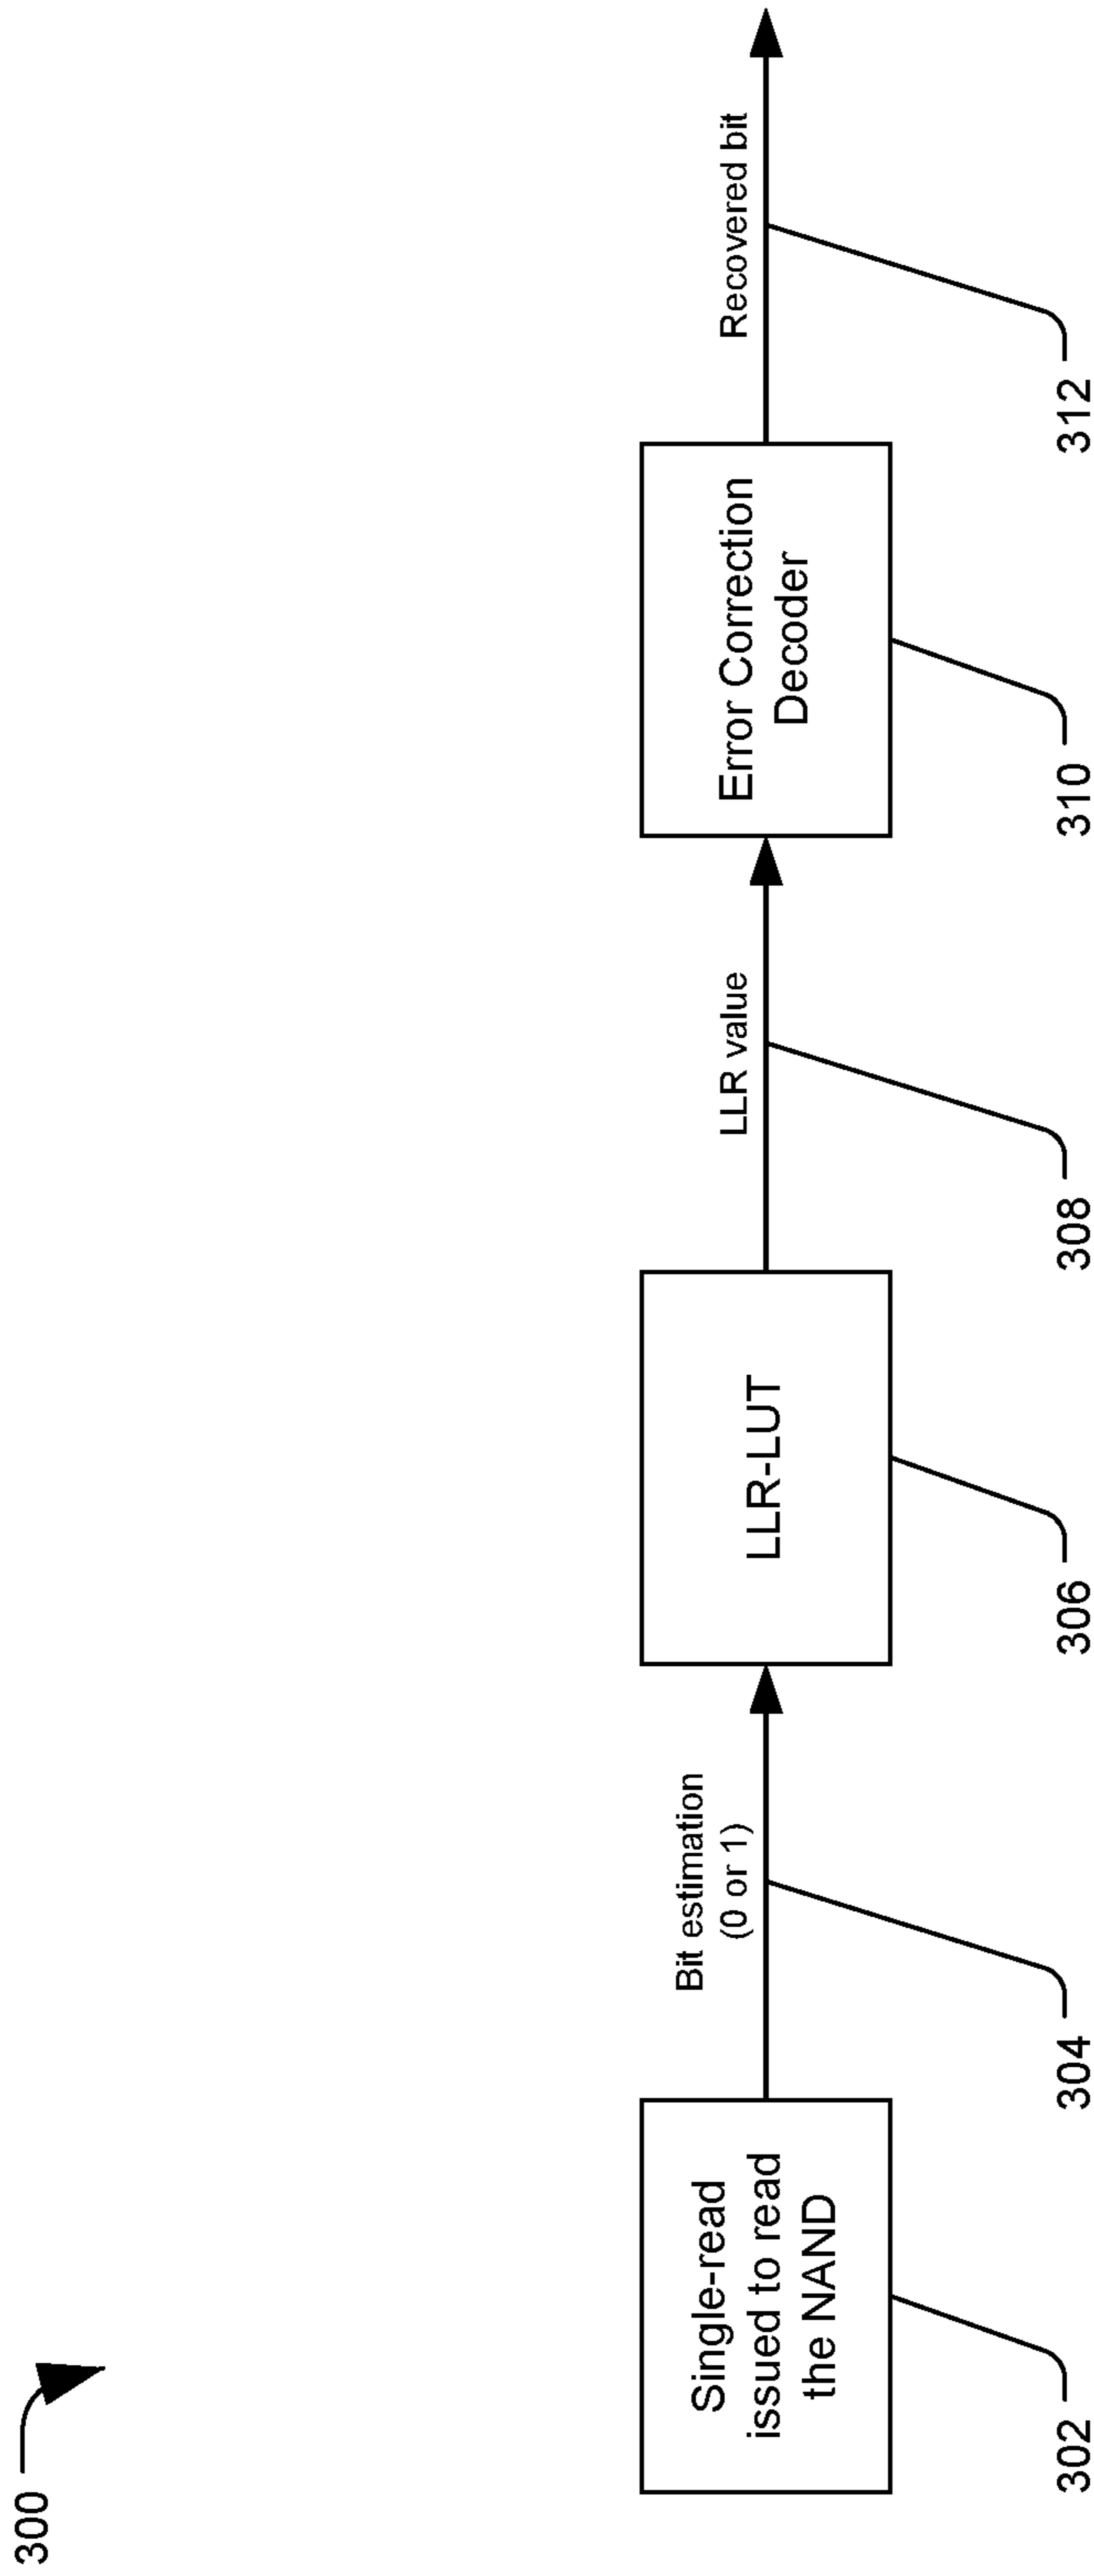 300
Single-read
issued to read
the NAND
302
Bit estimation
(0 or 1)
304
LLR-LUT
306
LLR value
308
Error Correction
Decoder
310
Recovered bit
312